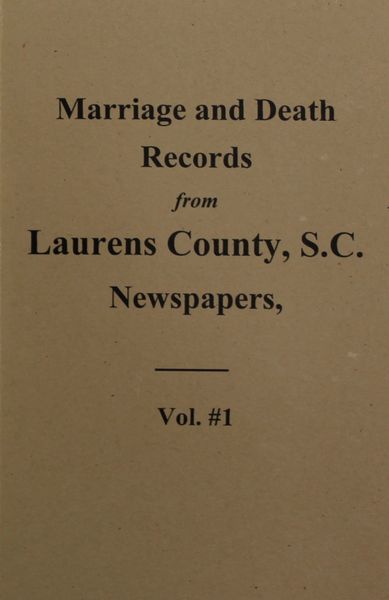 Marriage and Death
Records
from
Laurens County, S.C.
Newspapers,
Vol. #1